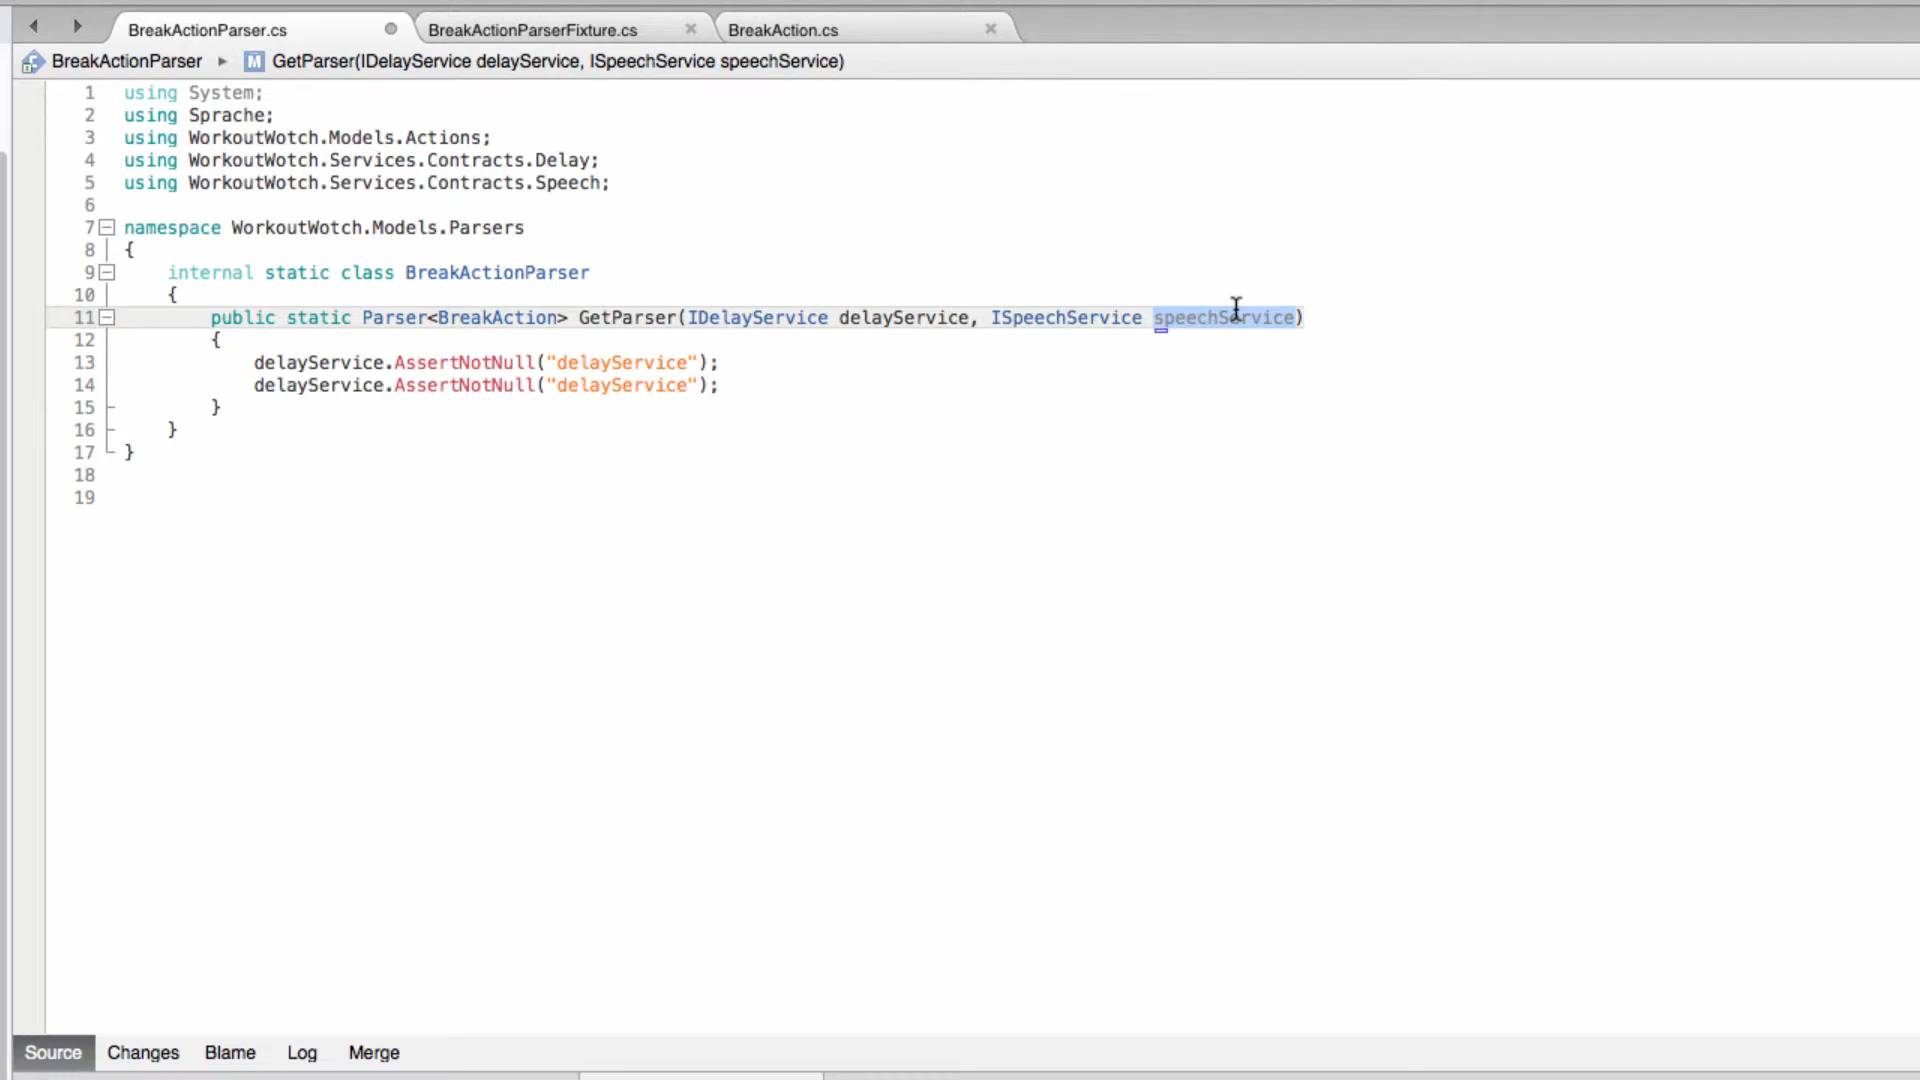 BreakActionParser.cs BreakActionParserFixture.cs BreakAction.cs
BreakActionParser M GetParser(IDelayService delayService, ISpeechService speechService)
1 using System;
2 using Sprache;
3 using WorkoutWotch.Models.Actions;
4 using WorkoutWotch.Services.Contracts.Delay;
5 using WorkoutWotch.Services.Contracts.Speech;
6
7 namespace WorkoutWotch.Models.Parsers
8 {
9 internal static class BreakActionParser
10 {
11 public static Parser<BreakAction> GetParser(IDelayService delayService, ISpeechService speechService)
12 {
13 delayService.AssertNotNull("delayService");
14 delayService.AssertNotNull("delayService");
15 }
16 }
17 }
18
19
Source Changes Blame Log Merge